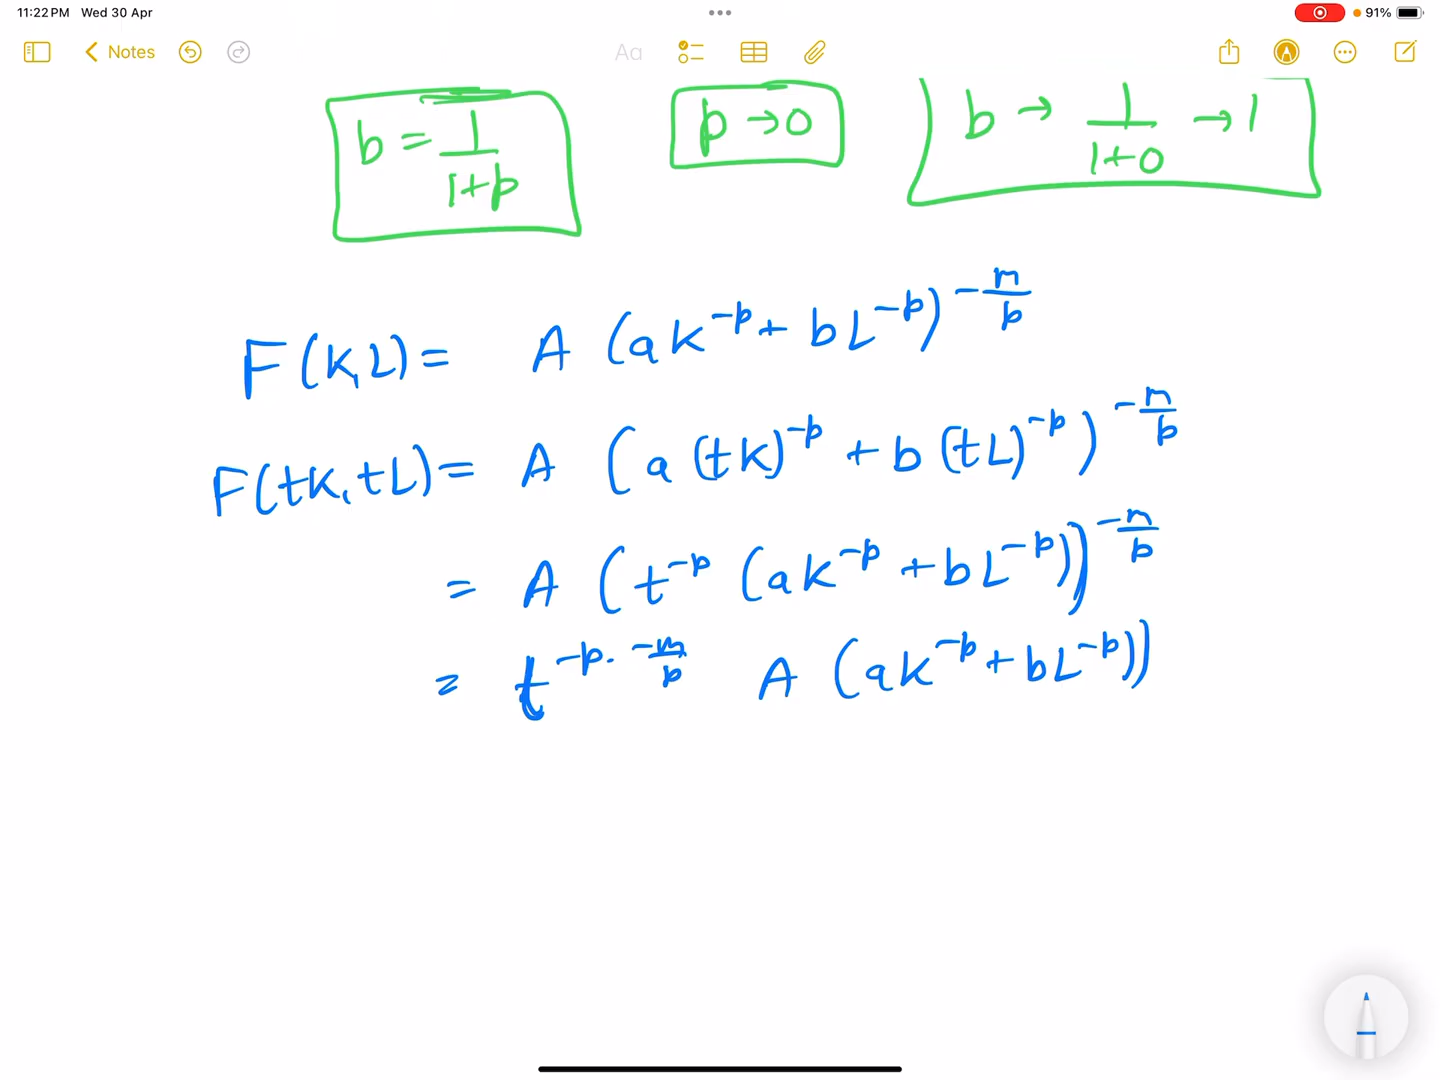 11:22 PM Wed 30 Apr 91%
Notes Aa
b = 1/(1+p) p → 0 b → 1/(1+0) → 1
F(K,L) = A (aK^{-p} + bL^{-p})^{-n/p}
F(tK, tL) = A (a (tK)^{-p} + b (tL)^{-p})^{-n/p}
= A (t^{-p} (aK^{-p} + bL^{-p}))^{-n/p}
= t^{-p · -n/p} A (aK^{-p} + bL^{-p}))